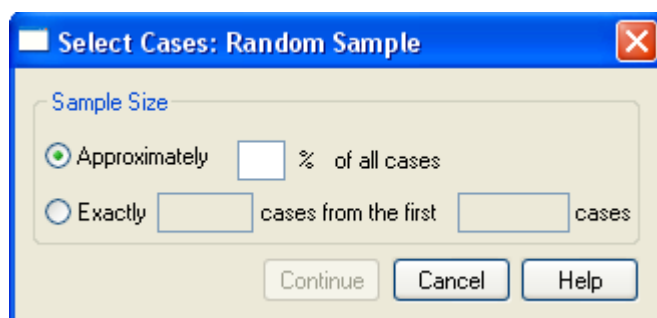 Select Cases: Random Sample
Sample Size
Approximately % of all cases
Exactly cases from the first cases
Continue Cancel Help